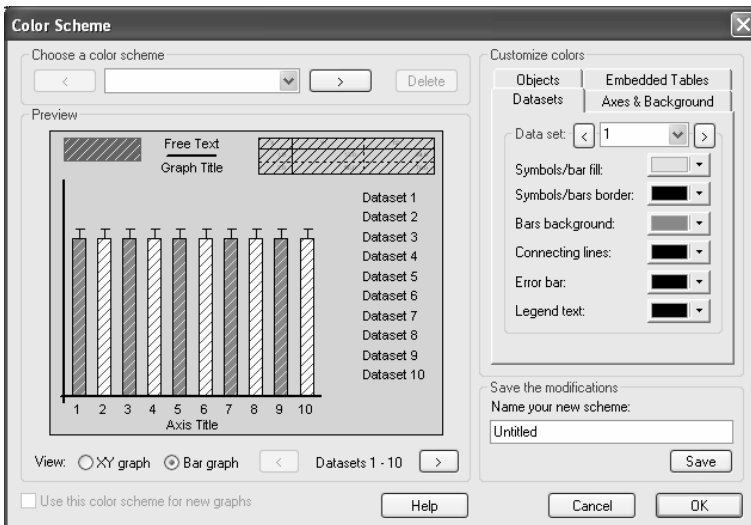 Color Scheme
Choose a color scheme
<
>
Delete
Preview
Free Text
Graph Title
Dataset 1
Dataset 2
Dataset 3
Dataset 4
Dataset 5
Dataset 6
Dataset 7
Dataset 8
Dataset 9
Dataset 10
1 2 3 4 5 6 7 8 9 10
Axis Title
View: XY graph Bar graph < Datasets 1 - 10 >
Use this color scheme for new graphs
Customize colors
Objects Embedded Tables
Datasets Axes & Background
Data set: < 1 >
Symbols/bar fill:
Symbols/bars border:
Bars background:
Connecting lines:
Error bar:
Legend text:
Save the modifications
Name your new scheme:
Untitled
Save
Help Cancel OK